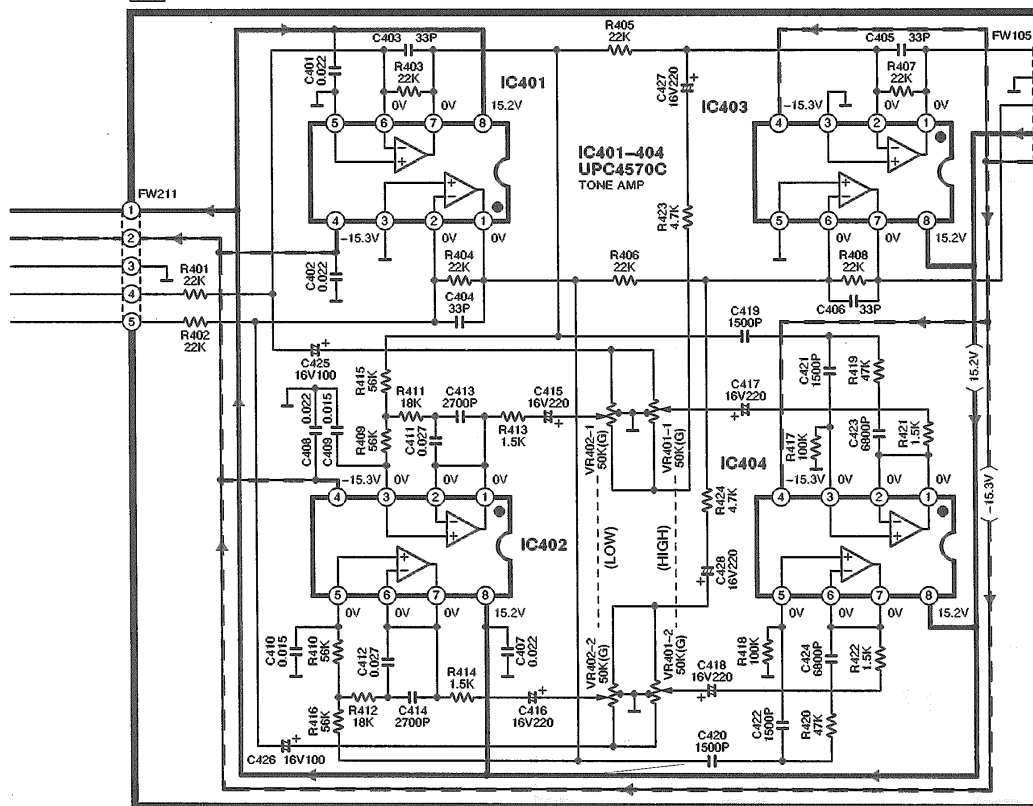 R405
22K
C403
33P
C405
33P
FW105
C401
0.022
R403
22K
R407
22K
IC401
C427
16V220
+
IC403
0V
0V
15.2V
-15.3V
0V
0V
5
6
7
8
4
3
2
1
IC401-404
UPC4570C
TONE AMP
FW211
1
2
3
4
5
4
3
2
1
-15.3V
0V
0V
R423
4.7K
5
6
7
8
0V
0V
15.2V
R401
22K
R402
22K
C402
0.022
R404
22K
C404
33P
R406
22K
R408
22K
C406
33P
C419
1500P
C425
16V100
+
R415
56K
R411
18K
C413
2700P
C415
16V220
+
C417
16V220
+
C421
1500P
R419
47K
(15.2V)
0.022
0.015
C408
C409
R409
56K
C411
0.027
R413
1.5K
VR402-1
50K(G)
VR401-1
50K(G)
R417
100K
C423
6800P
R421
1.5K
IC404
-15.3V
0V
0V
0V
4
3
2
1
-15.3V
0V
0V
0V
4
3
2
1
R424
4.7K
(-15.3V)
IC402
(LOW)
(HIGH)
C428
16V220
+
5
6
7
8
0V
0V
0V
15.2V
5
6
7
8
0V
0V
0V
15.2V
C410
0.015
R410
56K
C412
0.027
C407
0.022
R414
1.5K
VR402-2
50K(G)
VR401-2
50K(G)
R418
100K
C424
6800P
R422
1.5K
C418
16V220
+
R416
56K
R412
18K
C414
2700P
C416
16V220
+
C422
1500P
R420
47K
C426
16V100
+
C420
1500P